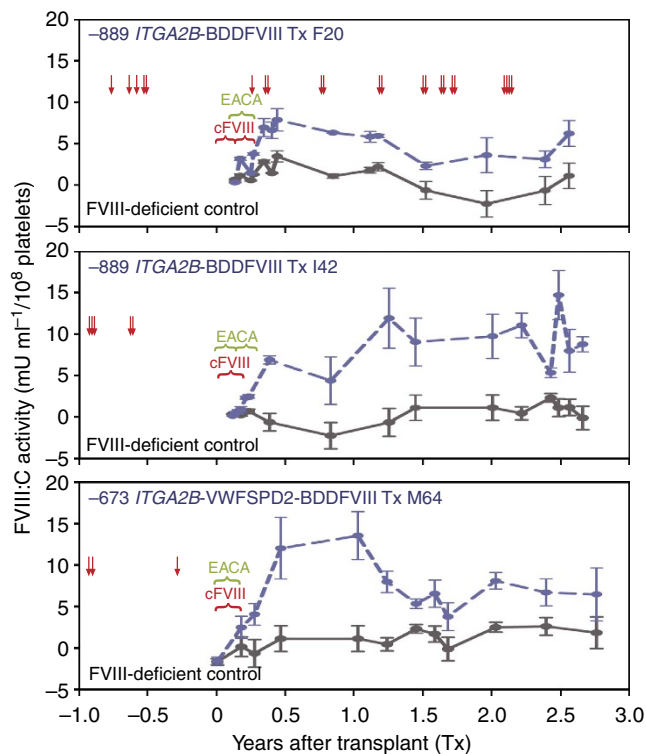 FVIII:C activity (mU ml⁻¹/10⁸ platelets)
–889 ITGA2B-BDDFVIII Tx F20
20
15
10
5
0
–5
EACA
cFVIII
FVIII-deficient control
–889 ITGA2B-BDDFVIII Tx I42
20
15
10
5
0
–5
EACA
cFVIII
FVIII-deficient control
–673 ITGA2B-VWFSPD2-BDDFVIII Tx M64
20
15
10
5
0
–5
EACA
cFVIII
FVIII-deficient control
–1.0 –0.5 0 0.5 1.0 1.5 2.0 2.5 3.0
Years after transplant (Tx)